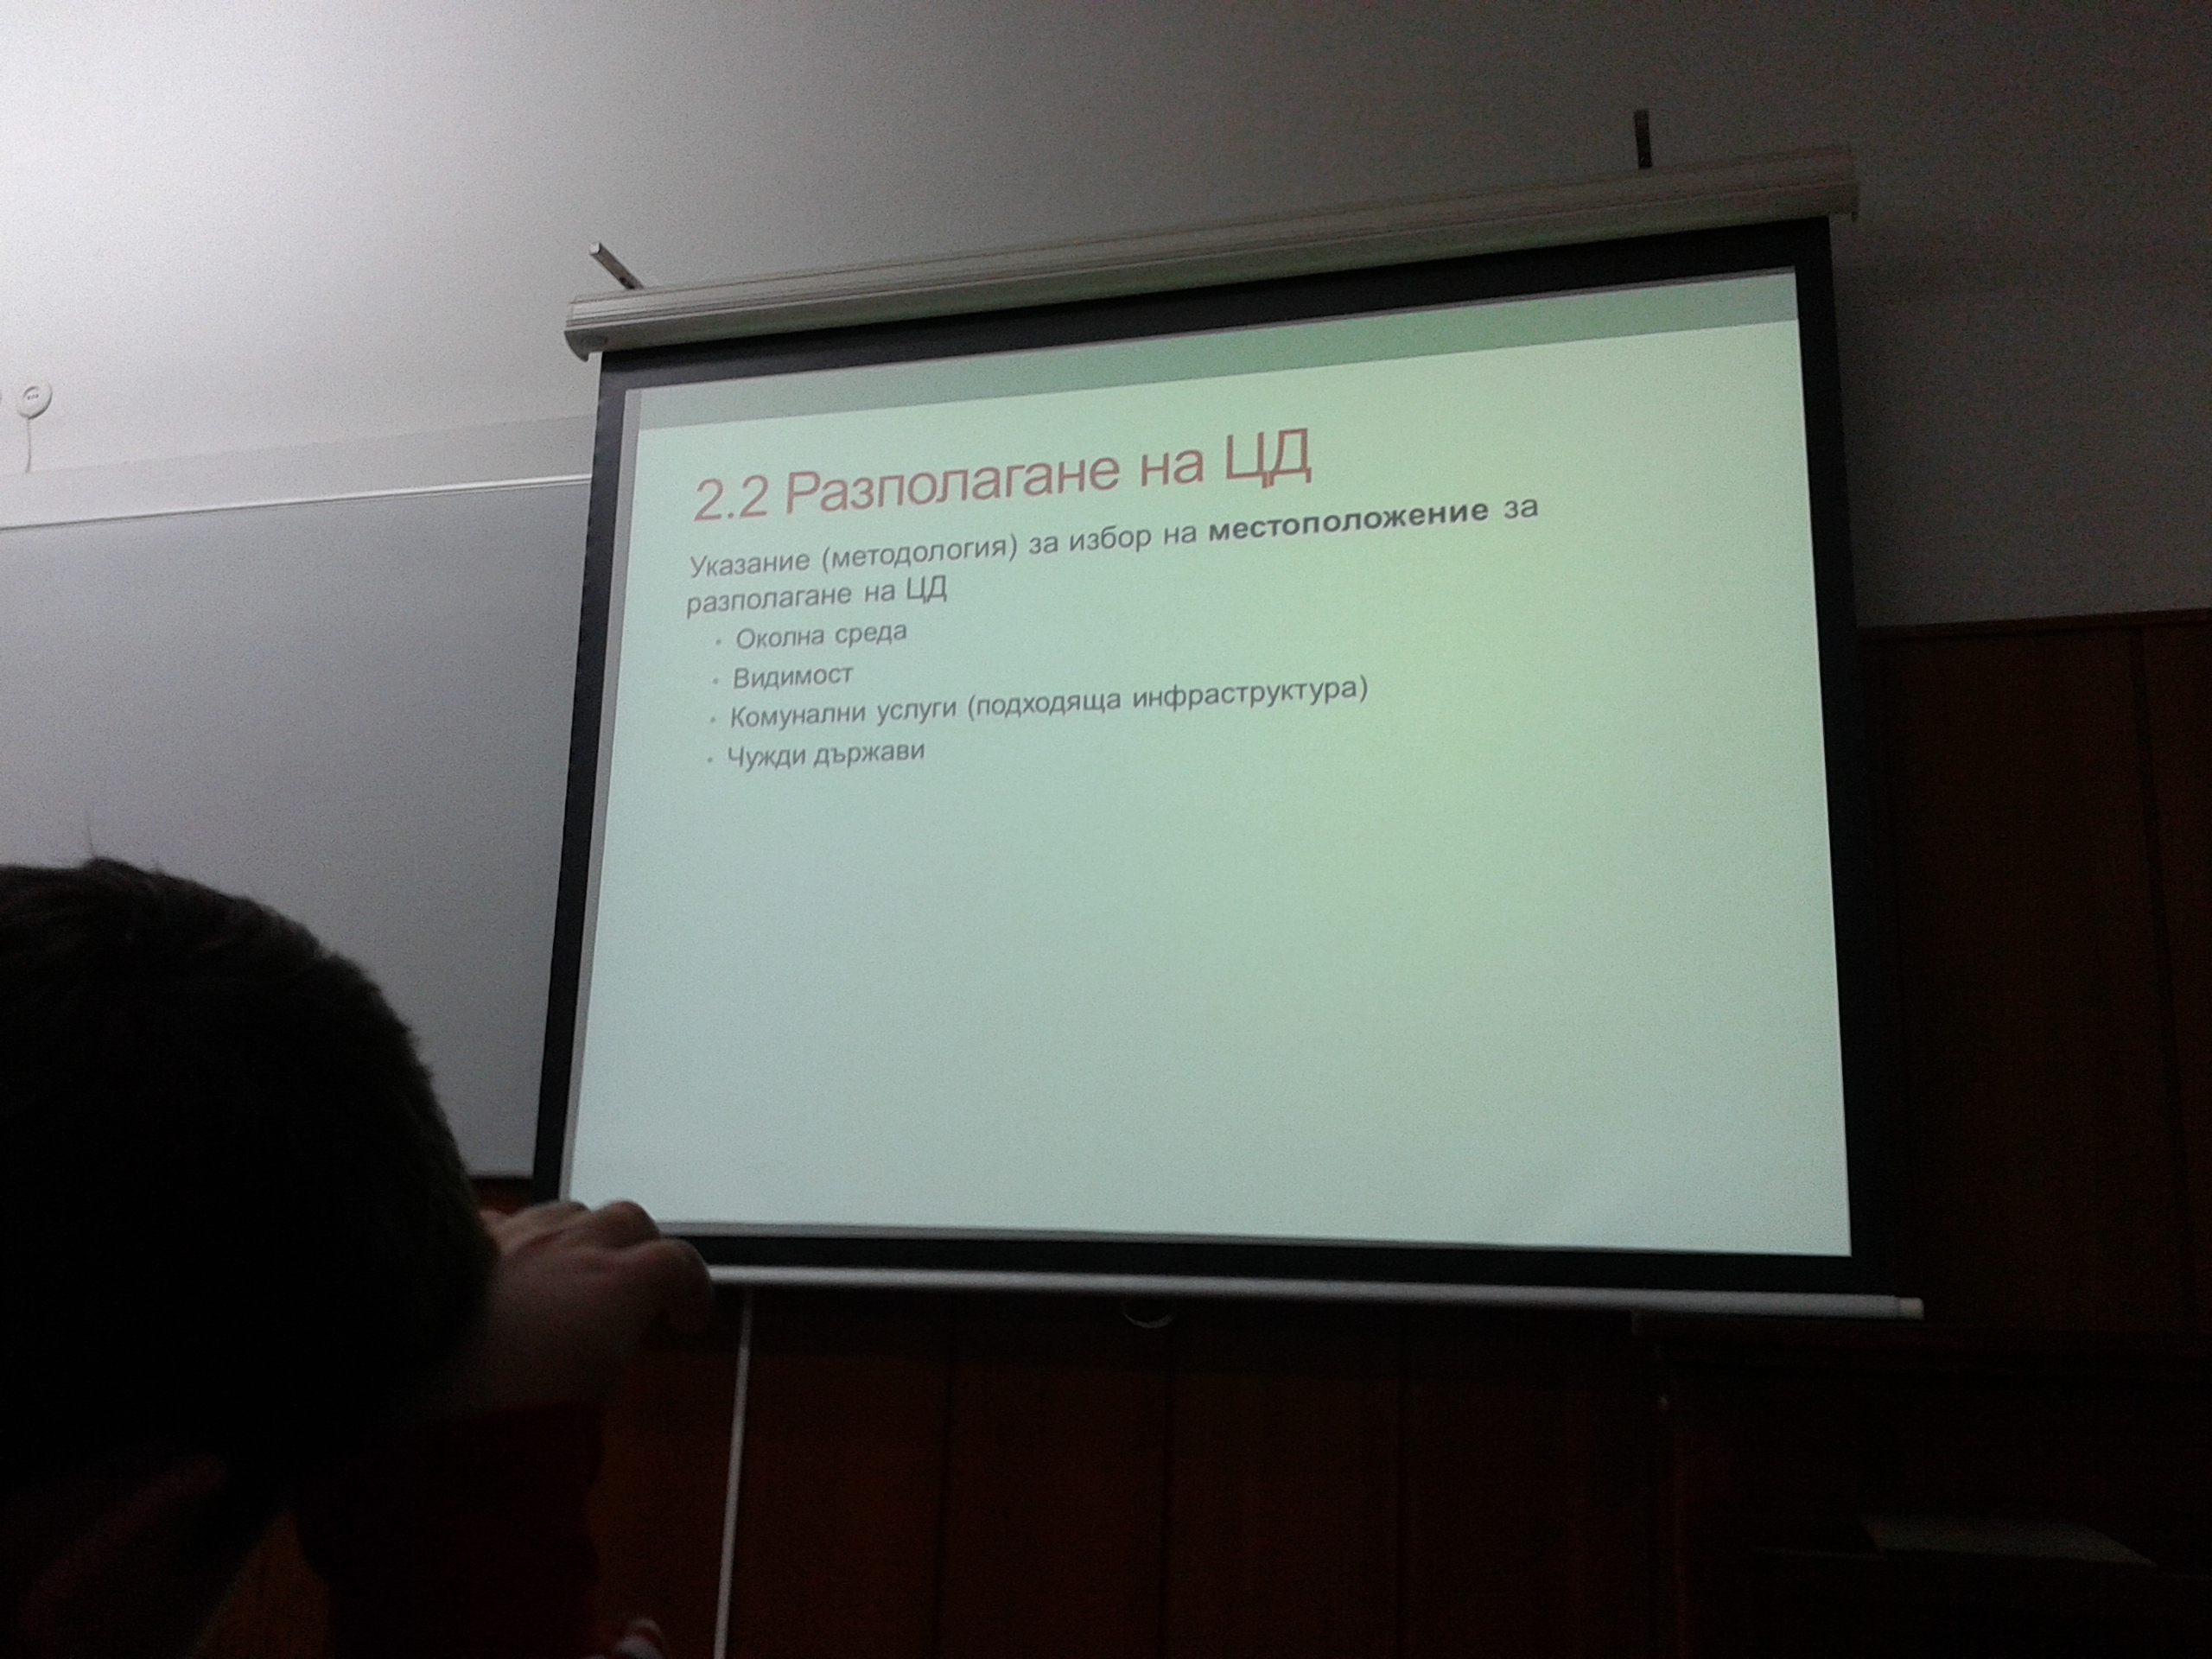 2.2 Разполагане на ЦД
Указание (методология) за избор на местоположение за
разполагане на ЦД
• Околна среда
• Видимост
• Комунални услуги (подходяща инфраструктура)
• Чужди държави